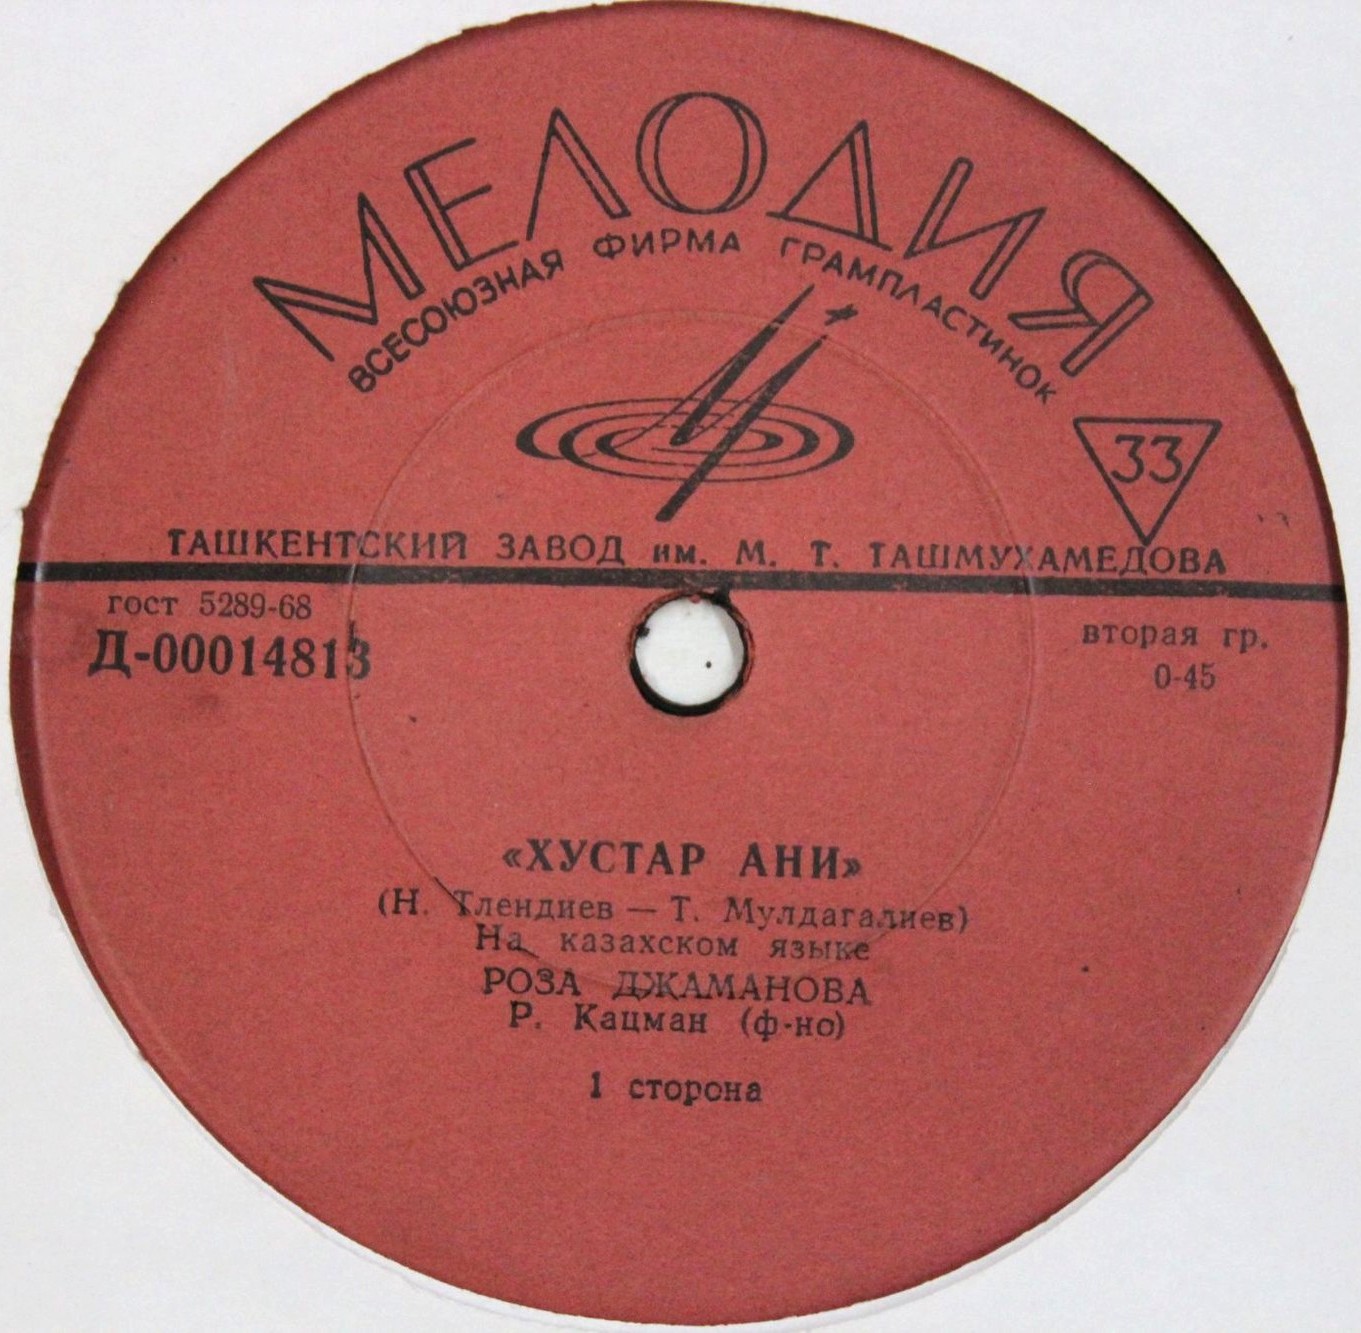 МЕЛОДИЯ
ВСЕСОЮЗНАЯ ФИРМА ГРАМПЛАСТИНОК
33
ТАШКЕНТСКИЙ ЗАВОД им. М. Т. ТАШМУХАМЕДОВА
гост 5289-68
Д-00014813
вторая гр.
0-45
«ХУСТАР АНИ»
(Н. Тлендиев — Т. Мулдагалиев)
На казахском языке
РОЗА ДЖАМАНОВА
Р. Кацман (ф-но)
1 сторона